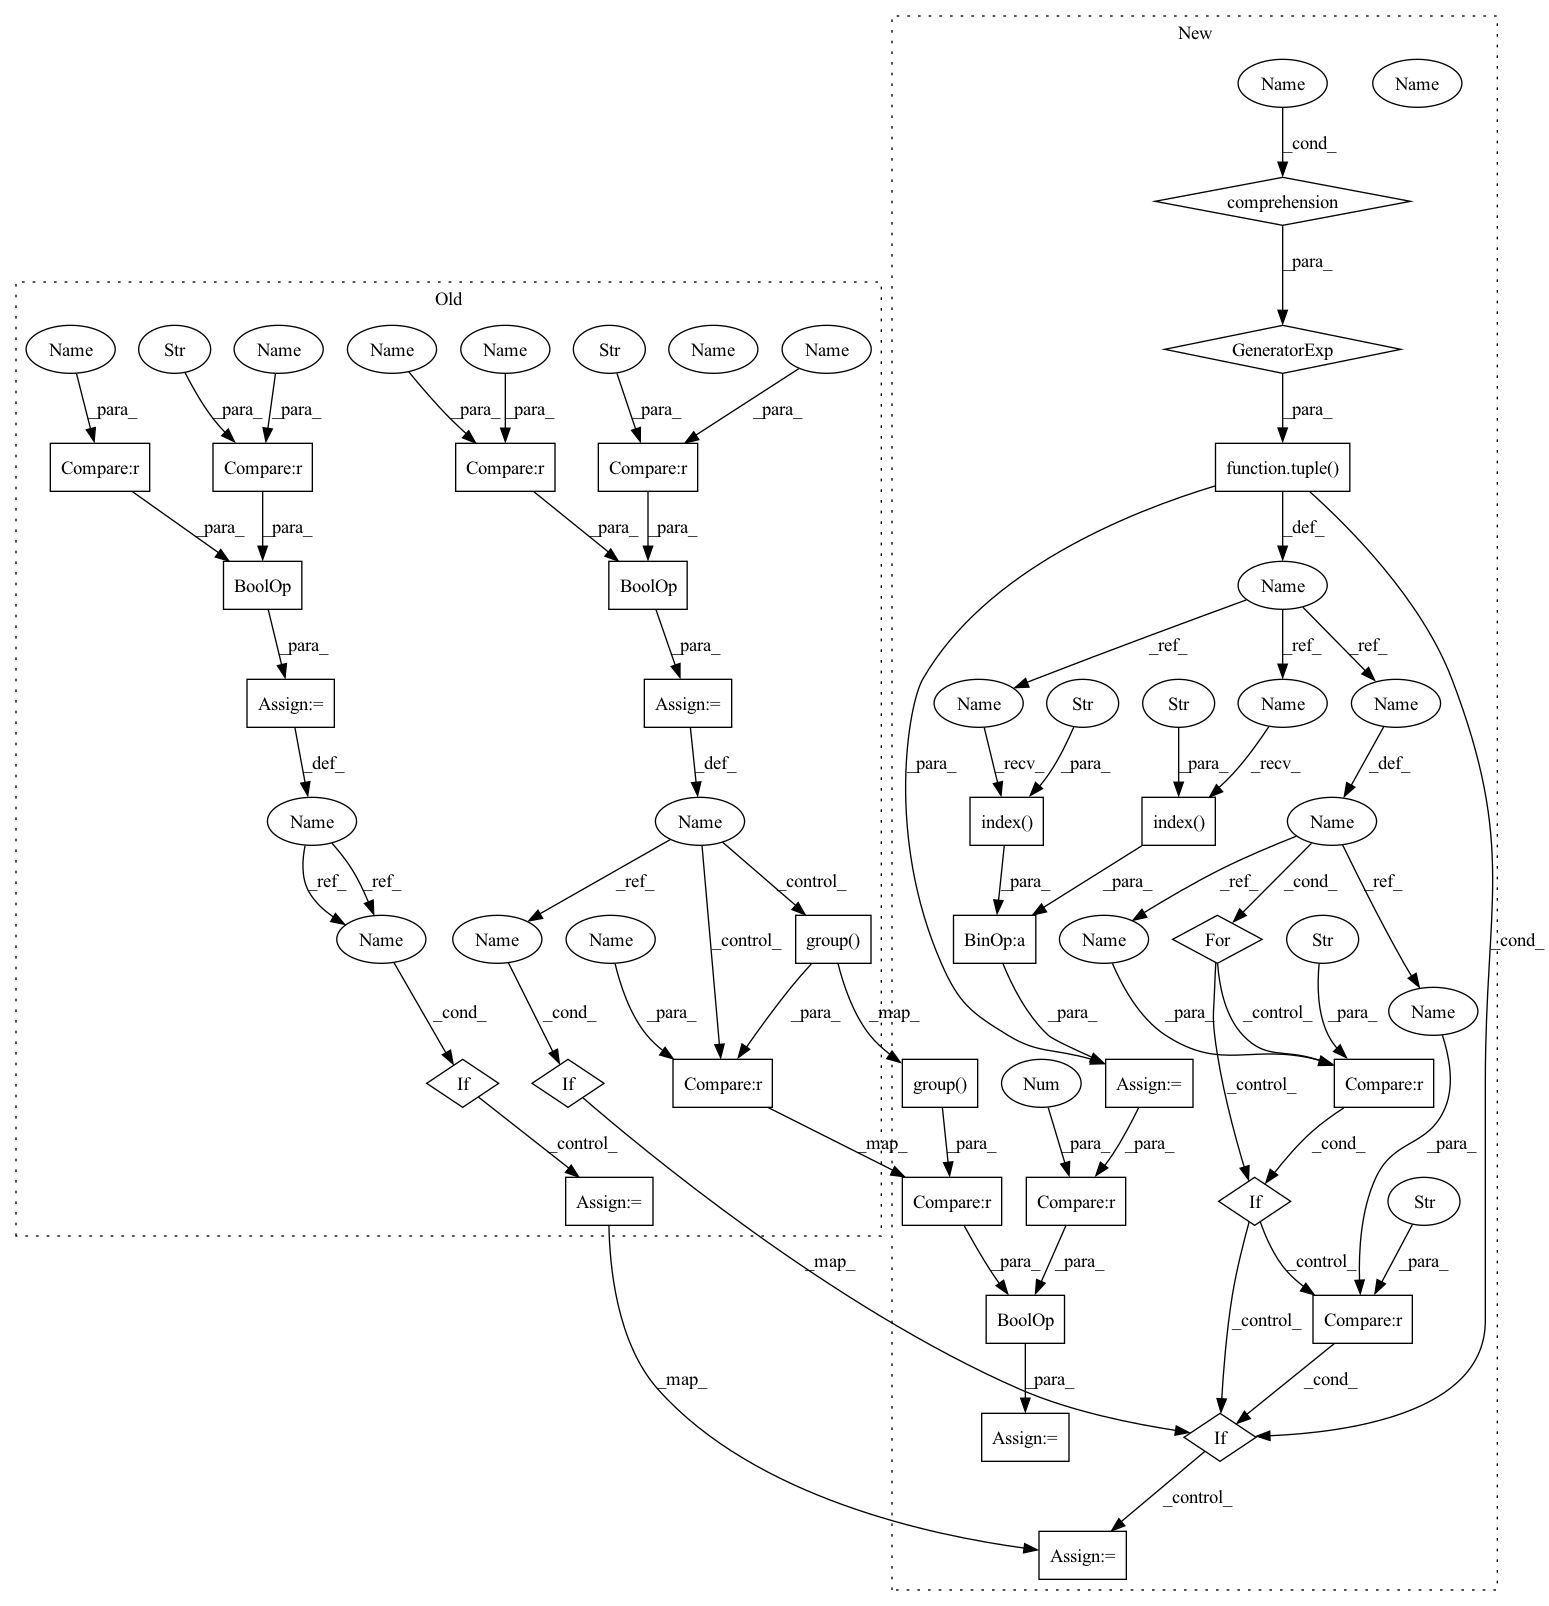 New
Name Name
_cond_
comprehension
_para_
Old
Name Str Name Name Name Str Name Name GeneratorExp
_para_ _para_ _para_ _para_ _para_ _para_ _para_ _para_
Compare:r Compare:r Compare:r Compare:r function.tuple()
_para_ _para_ _para_ _para_ _def_
BoolOp BoolOp Name
_para_ _para_ _ref_ _ref_ _ref_
Assign:= Assign:= Name Str Str Name Name
_def_ _def_ _para_ _recv_ _para_ _para_ _recv_ _def_
Name Name index() index() Name
_ref_ _ref_ _ref_ _control_ _para_ _para_ _ref_ _cond_ _ref_
Name Name Name _control_ group() BinOp:a Name For Str _cond_
_cond_ _cond_ _para_ _para_ _map_ _para_ _para_ _control_ _para_ Name
If If Compare:r group() Num Assign:= _control_ Compare:r
_control_ _map_ _para_ _para_ _para_ _cond_ _para_
Assign:= Compare:r Compare:r If Str
_map_ _para_ _para_ _control_ _para_
BoolOp _control_ Compare:r
_map_ _para_ _cond_
Assign:= If
_control_
Assign:=